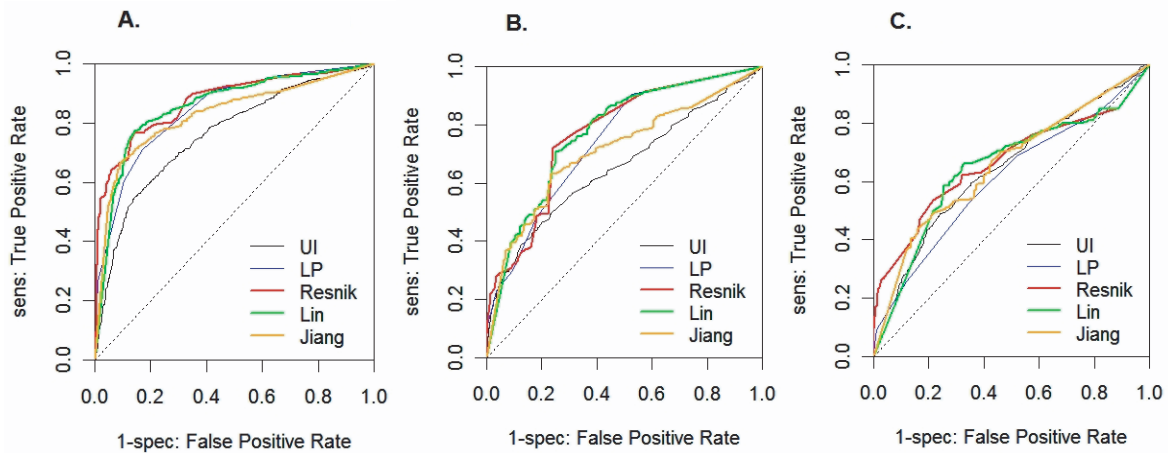 A.
sens: True Positive Rate
1.0
0.8
0.6
0.4
0.2
0.0
UI
LP
Resnik
Lin
Jiang
0.0 0.2 0.4 0.6 0.8 1.0
1-spec: False Positive Rate
B.
sens: True Positive Rate
1.0
0.8
0.6
0.4
0.2
0.0
UI
LP
Resnik
Lin
Jiang
0.0 0.2 0.4 0.6 0.8 1.0
1-spec: False Positive Rate
C.
sens: True Positive Rate
1.0
0.8
0.6
0.4
0.2
0.0
UI
LP
Resnik
Lin
Jiang
0.0 0.2 0.4 0.6 0.8 1.0
1-spec: False Positive Rate